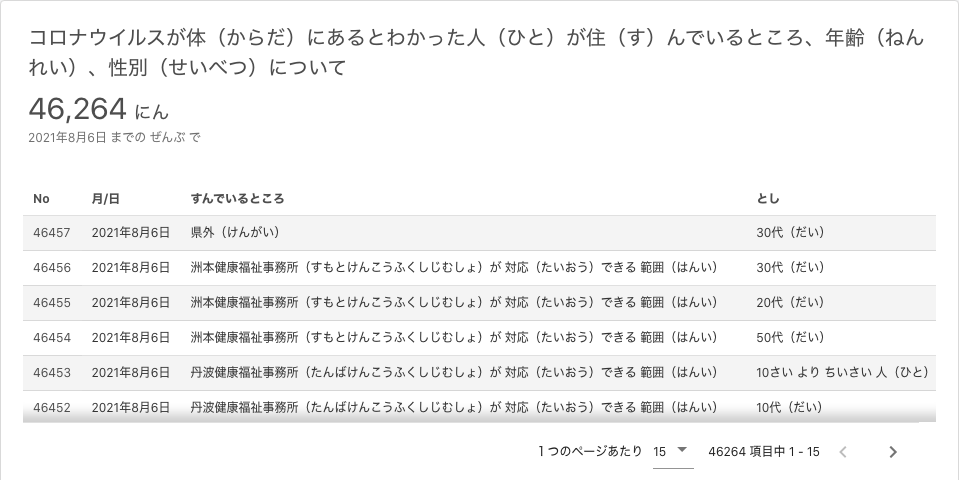 コロナウイルスが体（からだ）にあるとわかった人（ひと）が住（す）んでいるところ、年齢（ねん
れい）、性別（せいべつ）について
46,264 にん
2021年8月6日 までの ぜんぶ で
No 月/日 すんでいるところ とし
46457 2021年8月6日 県外（けんがい） 30代（だい）
46456 2021年8月6日 洲本健康福祉事務所（すもとけんこうふくしじむしょ）が 対応（たいおう）できる 範囲（はんい） 30代（だい）
46455 2021年8月6日 洲本健康福祉事務所（すもとけんこうふくしじむしょ）が 対応（たいおう）できる 範囲（はんい） 20代（だい）
46454 2021年8月6日 洲本健康福祉事務所（すもとけんこうふくしじむしょ）が 対応（たいおう）できる 範囲（はんい） 50代（だい）
46453 2021年8月6日 丹波健康福祉事務所（たんばけんこうふくしじむしょ）が 対応（たいおう）できる 範囲（はんい） 10さい より ちいさい 人（ひと）
46452 2021年8月6日 丹波健康福祉事務所（たんばけんこうふくしじむしょ）が 対応（たいおう）できる 範囲（はんい） 10代（だい）
1 つのページあたり 15 46264 項目中 1 - 15